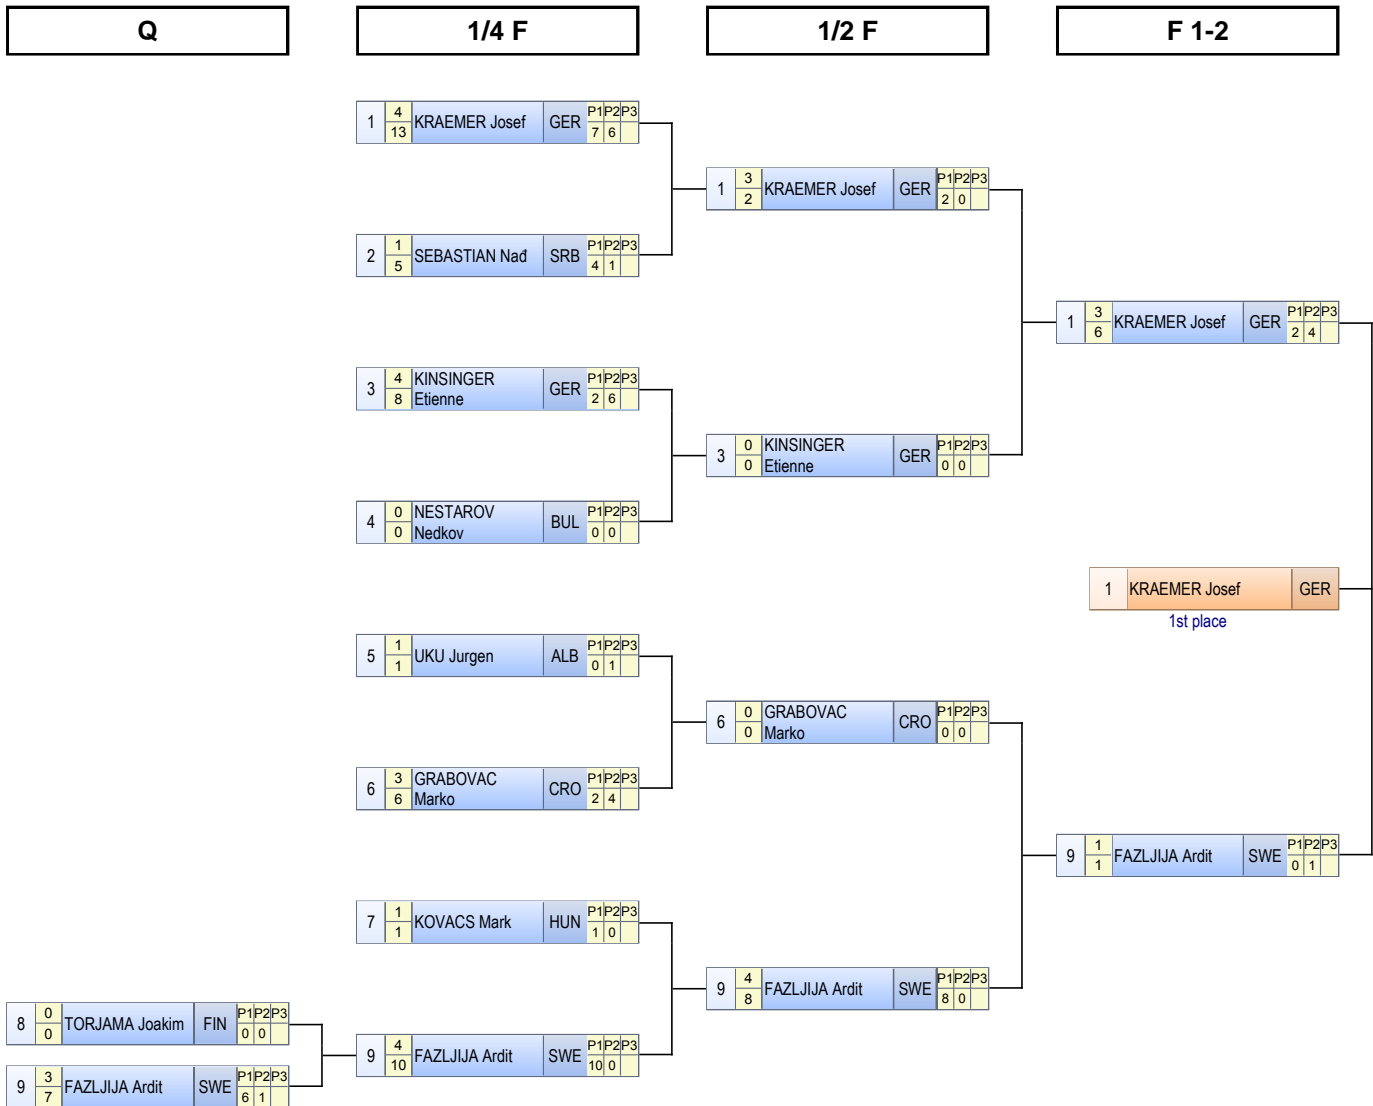 Q 1/4 F 1/2 F F 1-2
4 P1 P2 P3
1 KRAEMER Josef GER
13 7 6
3 P1 P2 P3
1 KRAEMER Josef GER
2 2 0
1 P1 P2 P3
2 SEBASTIAN Nađ SRB
5 4 1
3 P1 P2 P3
1 KRAEMER Josef GER
6 2 4
4 KINSINGER P1 P2 P3
3 GER
8 Etienne 2 6
0 KINSINGER P1 P2 P3
3 GER
0 Etienne 0 0
0 NESTAROV P1 P2 P3
4 BUL
0 Nedkov 0 0
1 KRAEMER Josef GER
1st place
1 P1 P2 P3
5 UKU Jurgen ALB
1 0 1
0 GRABOVAC P1 P2 P3
6 CRO
0 Marko 0 0
3 GRABOVAC P1 P2 P3
6 CRO
6 Marko 2 4
1 P1 P2 P3
9 FAZLJIJA Ardit SWE
1 0 1
1 P1 P2 P3
7 KOVACS Mark HUN
1 1 0
4 P1 P2 P3
9 FAZLJIJA Ardit SWE
8 8 0
0 P1 P2 P3
8 TORJAMA Joakim FIN
0 0 0
4 P1 P2 P3
9 FAZLJIJA Ardit SWE
10 10 0
3 P1 P2 P3
9 FAZLJIJA Ardit SWE
7 6 1